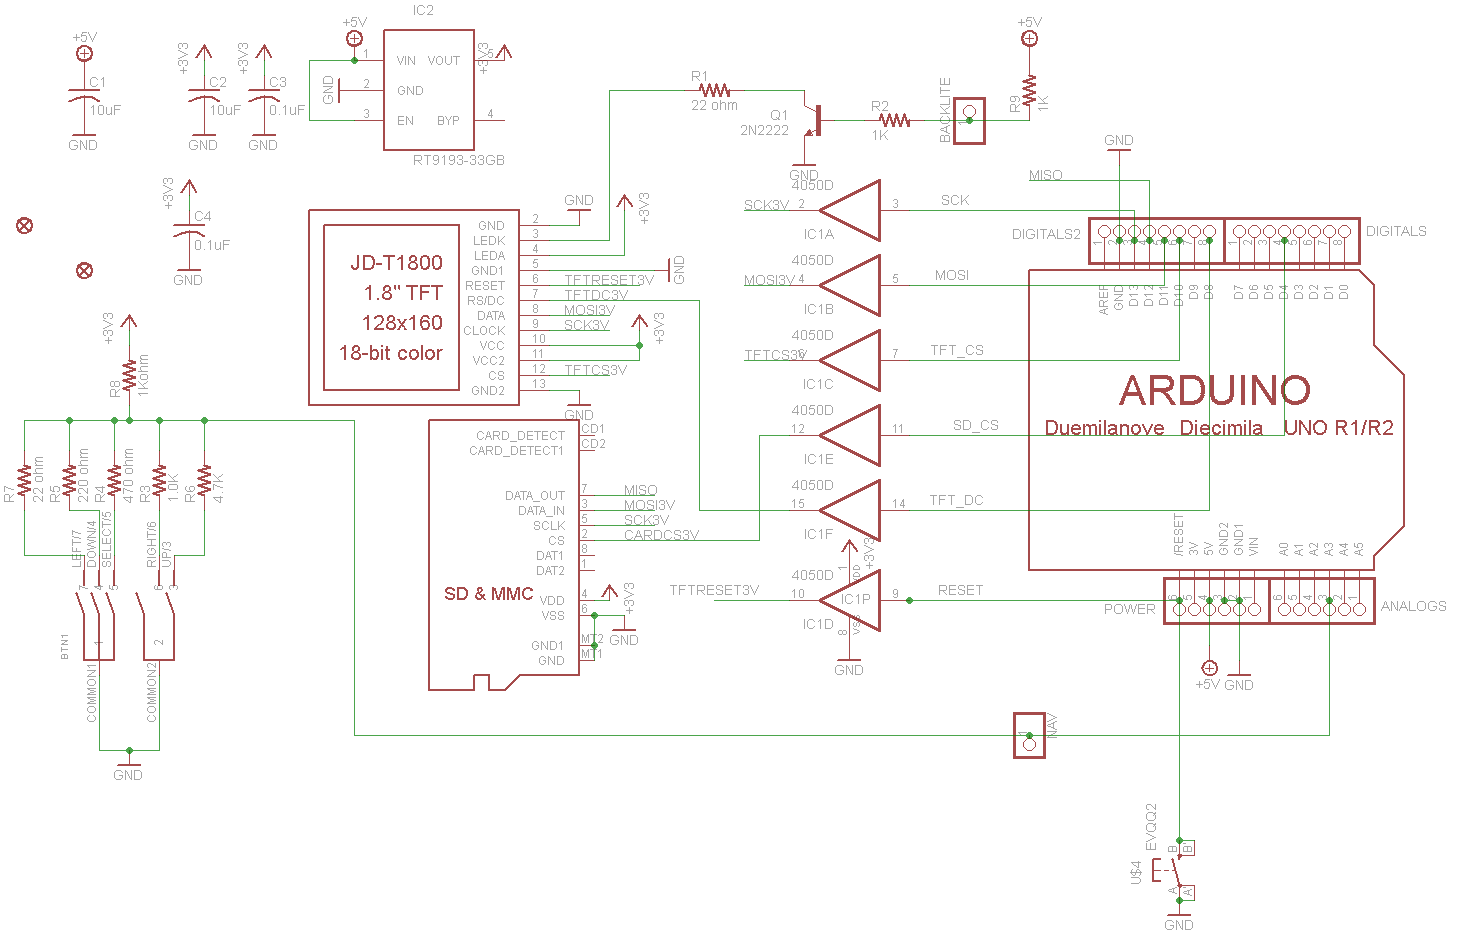 IC2
+5V
+5V
+5V
+3V3
+3V3
+3V3
C1
10uF
GND
C2
10uF
GND
C3
0.1uF
GND
1 VIN VOUT 5
2 GND
GND
3 EN BYP 4
RT9193-33GB
R1
22 ohm
Q1
2N2222
GND
R2
1K
BACKLITE
1
R9
1K
+3V3
C4
0.1uF
GND
JD-T1800
1.8" TFT
128x160
18-bit color
GND 2
LEDK 3
LEDA 4
GND1 5
RESET 6 TFTRESET3V
RS/DC 7 TFTDC3V
DATA 8 MOSI3V
CLOCK 9 SCK3V
VCC 10
VCC2 11
CS 12 TFTCS3V
GND2 13
GND
+3V3
GND
+3V3
GND
4050D
SCK3V 2 3 SCK
IC1A
4050D
MOSI3V 4 5 MOSI
IC1B
4050D
TFTCS3V 6 7 TFT_CS
IC1C
4050D
12 11 SD_CS
IC1E
4050D
15 14 TFT_DC
IC1F
+3V3
4050D
1 VDD
TFTRESET3V 10 IC1P 9 RESET
IC1D
8 VSS
GND
GND
MISO
DIGITALS2
1 2 3 4 5 6 7 8
1 2 3 4 5 6 7 8
DIGITALS
AREF GND D13 D12 D11 D10 D9 D8
D7 D6 D5 D4 D3 D2 D1 D0
ARDUINO
Duemilanove Diecimila UNO R1/R2
/RESET 3V 5V GND2 GND1 VIN
A0 A1 A2 A3 A4 A5
POWER
6 5 4 3 2 1
6 5 4 3 2 1
ANALOGS
+5V
GND
+3V3
R8
1Kohm
R7
22 ohm
R5
220 ohm
R4
470 ohm
R3
1.0K
R6
4.7K
LEFT/7
DOWN/4
SELECT/5
RIGHT/6
UP/3
7 4 5 6 3
BTN1
1
2
COMMON1
COMMON2
GND
CARD_DETECT CD1
CARD_DETECT1 CD2
DATA_OUT 7 MISO
DATA_IN 3 MOSI3V
SCLK 5 SCK3V
CS 2 CARDCS3V
DAT1 8
DAT2 1
SD & MMC
VDD 4
+3V3
VSS 6
GND
GND1 MT2
GND MT1
NAV
1
EVQQ2
U$4
B B'
A A'
GND